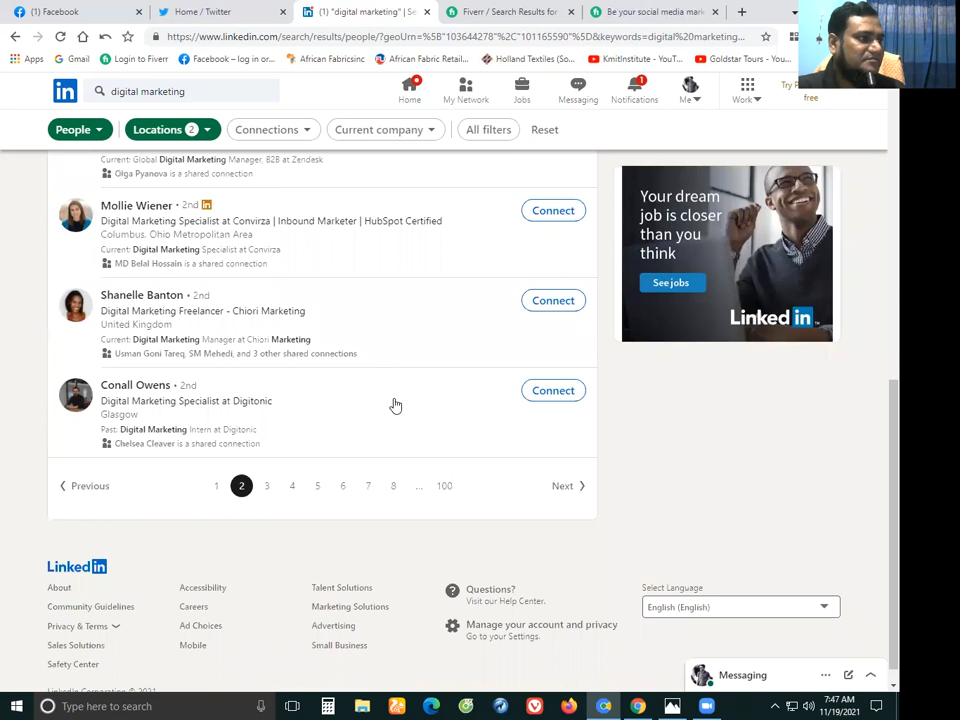 (1) Facebook
Home / Twitter
(1) "digital marketing" | Se
Fiverr / Search Results for
Be your social media mark
https://www.linkedin.com/search/results/people/?geoUrn=%5B"103644278"%2C"101165590"%5D&keywords=digital%20marketing...
Apps
Gmail
Login to Fiverr
Facebook – log in or...
African Fabricsinc
African Fabric Retail...
Holland Textiles (So...
KmitInstitute - YouT...
Goldstar Tours - You...
in
digital marketing
Home
My Network
Jobs
Messaging
1
Notifications
Me
Work
Try P
free
People
Locations 2
Connections
Current company
All filters
Reset
Current: Global Digital Marketing Manager, B2B at Zendesk
Olga Pyanova is a shared connection
Mollie Wiener • 2nd
Digital Marketing Specialist at Convirza | Inbound Marketer | HubSpot Certified
Columbus, Ohio Metropolitan Area
Current: Digital Marketing Specialist at Convirza
MD Belal Hossain is a shared connection
Connect
Shanelle Banton • 2nd
Digital Marketing Freelancer - Chiori Marketing
United Kingdom
Current: Digital Marketing Manager at Chiori Marketing
Usman Goni Tareq, SM Mehedi, and 3 other shared connections
Connect
Conall Owens • 2nd
Digital Marketing Specialist at Digitonic
Glasgow
Past: Digital Marketing Intern at Digitonic
Chelsea Cleaver is a shared connection
Connect
Previous 1 2 3 4 5 6 7 8 ... 100 Next
Your dream
job is closer
than you
think
See jobs
Linked in
Linked in
About
Community Guidelines
Privacy & Terms
Sales Solutions
Safety Center
Accessibility
Careers
Ad Choices
Mobile
Talent Solutions
Marketing Solutions
Advertising
Small Business
Questions?
Visit our Help Center.
Manage your account and privacy
Go to your Settings.
Select Language
English (English)
LinkedIn Corporation © 2021
Messaging
Type here to search
7:47 AM
11/19/2021